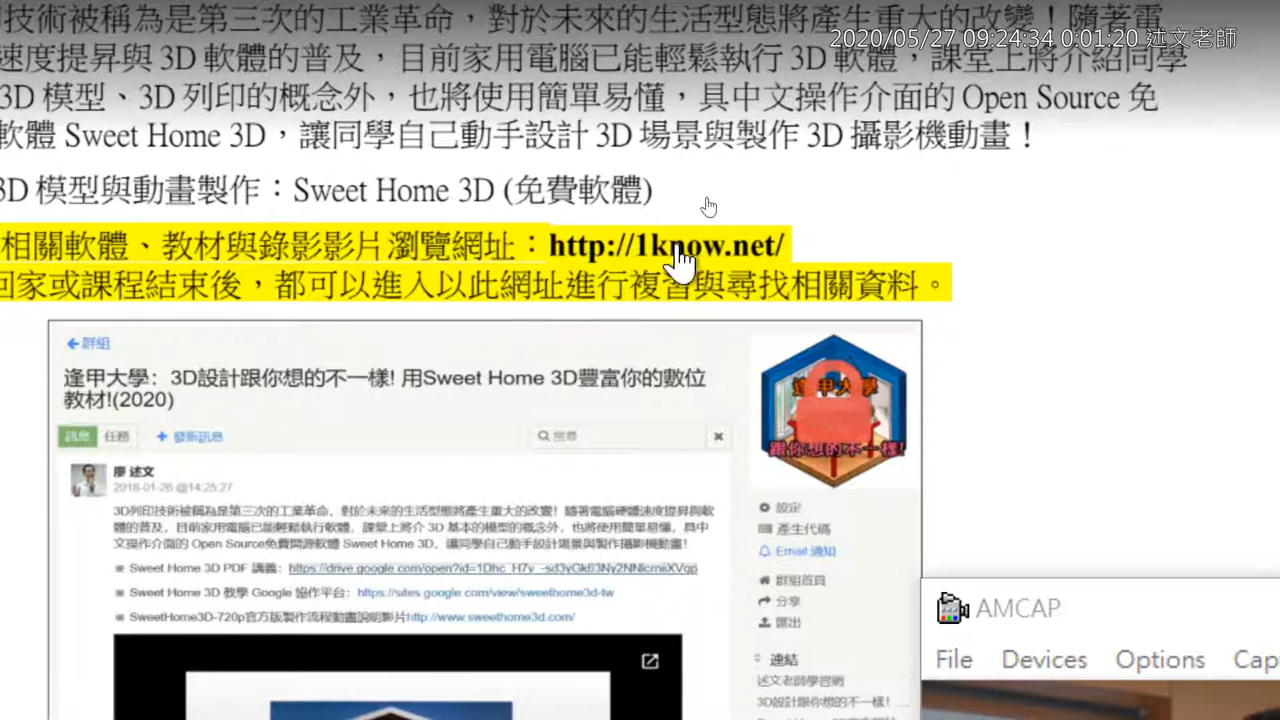 技術被稱為是第三次的工業革命，對於未來的生活型態將產生重大的改變！隨著電
2020/05/27 09:24:34 0:01:20 述文老師
速度提昇與 3D 軟體的普及，目前家用電腦已能輕鬆執行 3D 軟體，課堂上將介紹同學
3D 模型、3D 列印的概念外，也將使用簡單易懂，具中文操作介面的 Open Source 免
軟體 Sweet Home 3D，讓同學自己動手設計 3D 場景與製作 3D 攝影機動畫！
3D 模型與動畫製作：Sweet Home 3D (免費軟體)
相關軟體、教材與錄影影片瀏覽網址：http://1know.net/
回家或課程結束後，都可以進入以此網址進行複習與尋找相關資料。
群組
逢甲大學：3D設計跟你想的不一樣! 用Sweet Home 3D豐富你的數位
教材!(2020)
訊息 任務 發新訊息 搜尋
逢甲大學
跟你想的不一樣!
廖 述文
2018-01-26 @14:25:27
3D列印技術被稱為是第三次的工業革命，對於未來的生活型態將產生重大的改變！隨著電腦硬體速度提昇與軟
體的普及，目前家用電腦已能輕鬆執行軟體，課堂上將介 3D 基本的模型的概念外，也將使用簡單易懂，具中
文操作介面的 Open Source免費開源軟體 Sweet Home 3D，讓同學自己動手設計場景與製作攝影機動畫！
Sweet Home 3D PDF 講義：
Sweet Home 3D 教學 Google 協作平台：https://sites.google.com/view/sweethome3d-tw
SweetHome3D-720p官方版製作流程動畫說明影片http://www.sweethome3d.com/
設定
產生代碼
Email 通知
群組首頁
分享
匯出
連結
述文老師學習網
3D設計跟你想的不一樣!
AMCAP
File Devices Options Cap